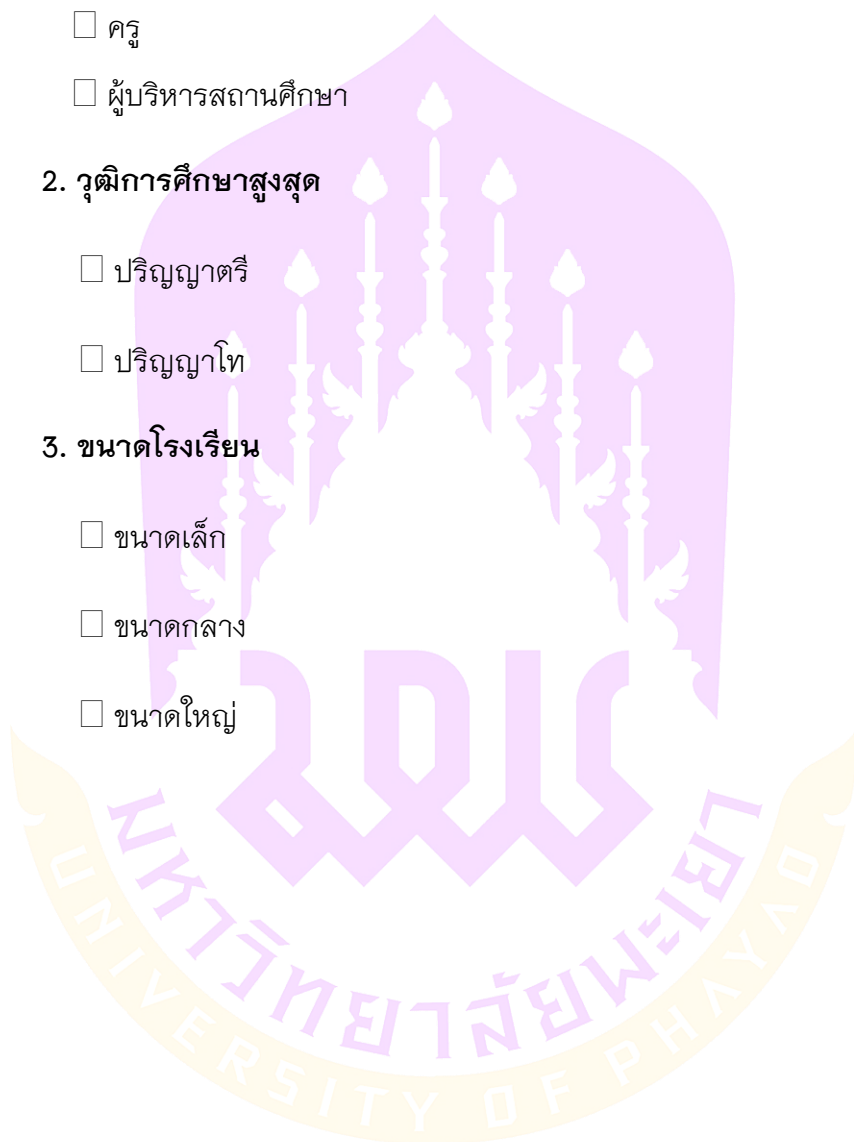 ☐ ครู
☐ ผู้บริหารสถานศึกษา
2. วุฒิการศึกษาสูงสุด
☐ ปริญญาตรี
☐ ปริญญาโท
3. ขนาดโรงเรียน
☐ ขนาดเล็ก
☐ ขนาดกลาง
☐ ขนาดใหญ่
มหาวิทยาลัยพะเยา
UNIVERSITY OF PHAYAO